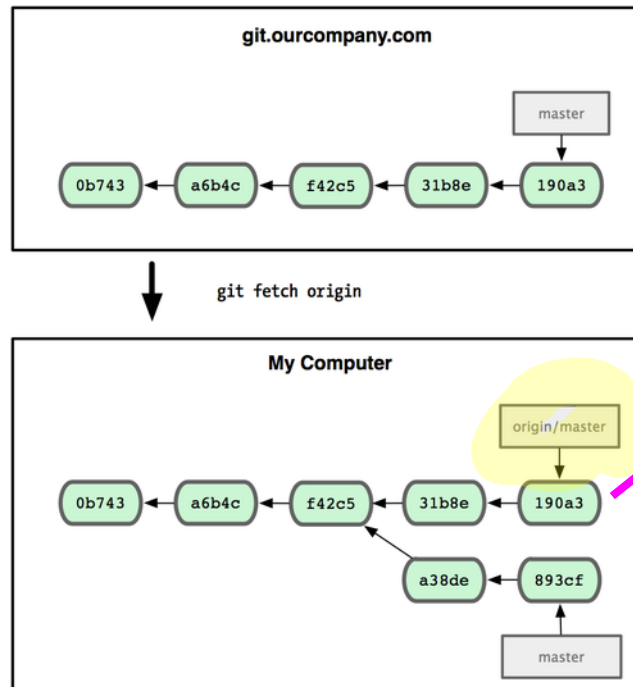 git.ourcompany.com
master
0b743 a6b4c f42c5 31b8e 190a3
git fetch origin
My Computer
origin/master
0b743 a6b4c f42c5 31b8e 190a3
a38de 893cf
master